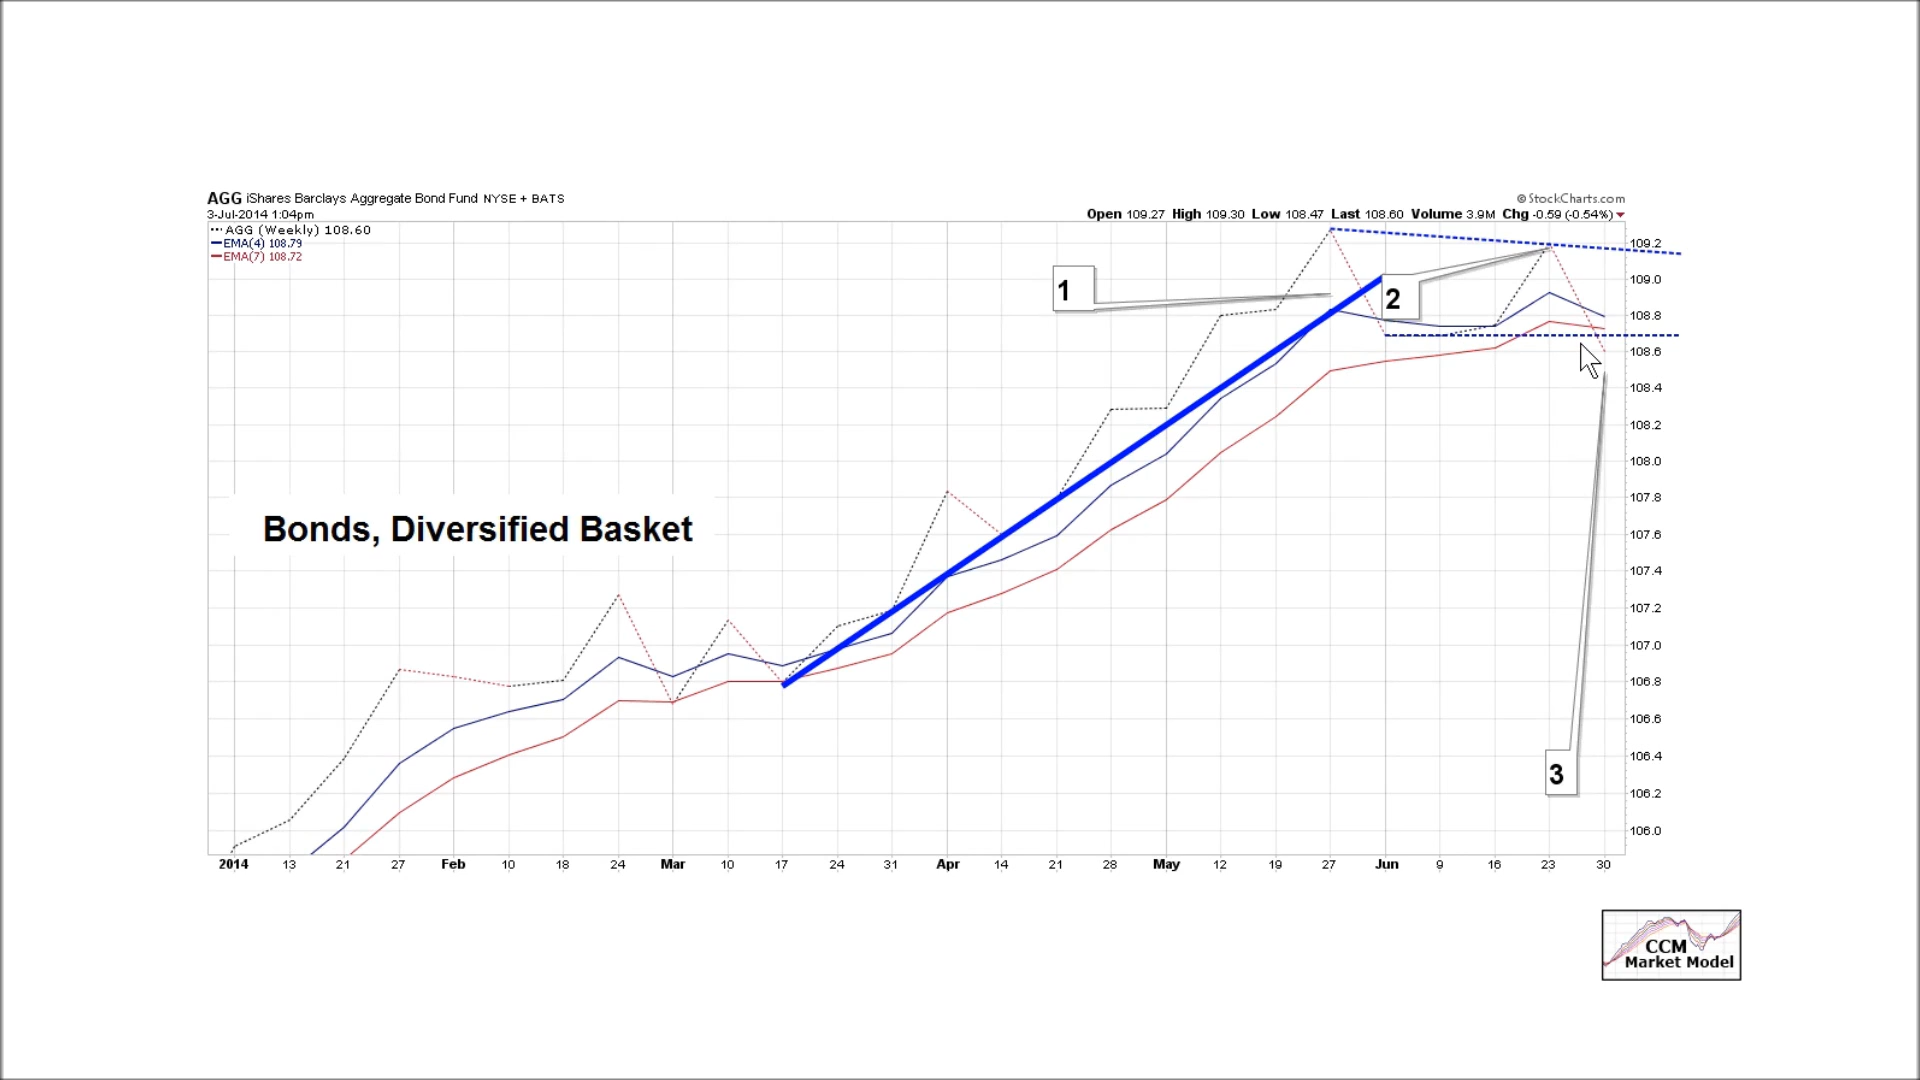 AGG iShares Barclays Aggregate Bond Fund NYSE + BATS
© StockCharts.com
3-Jul-2014 1:04pm
Open 109.27 High 109.30 Low 108.47 Last 108.60 Volume 3.9M Chg -0.59 (-0.54%)
AGG (Weekly) 108.60
EMA(4) 108.79
EMA(7) 108.72
1
2
3
Bonds, Diversified Basket
109.2
109.0
108.8
108.6
108.4
108.2
108.0
107.8
107.6
107.4
107.2
107.0
106.8
106.6
106.4
106.2
106.0
2014 13 21 27 Feb 10 18 24 Mar 10 17 24 31 Apr 14 21 28 May 12 19 27 Jun 9 16 23 30
CCM
Market Model